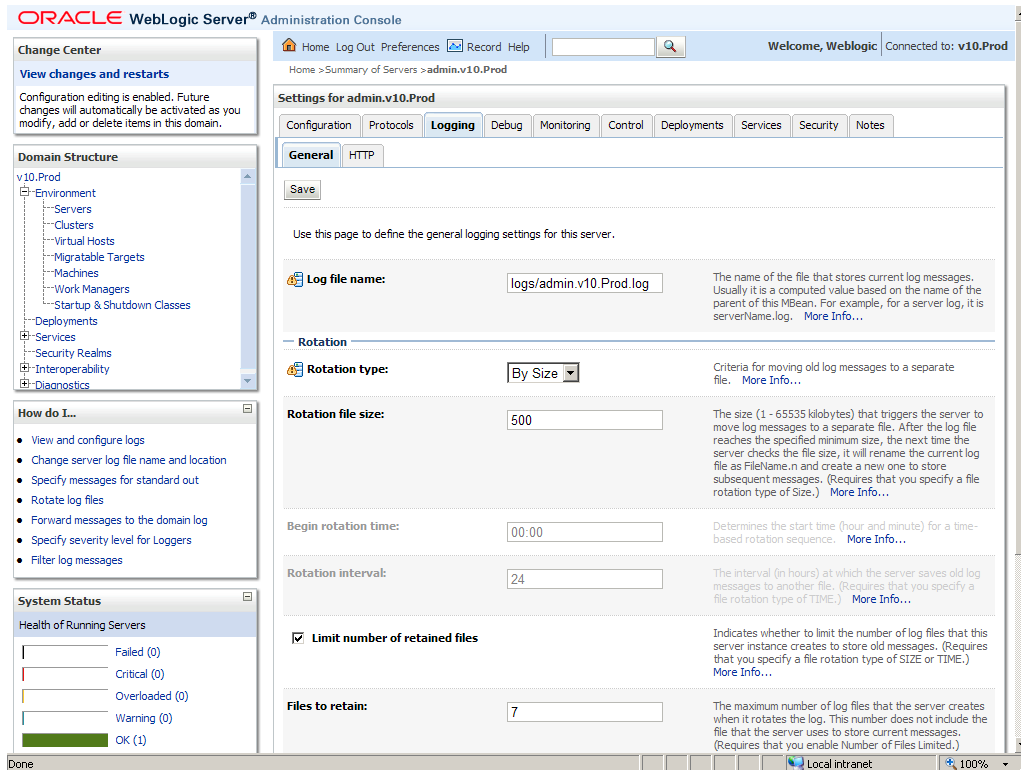 ORACLE WebLogic Server® Administration Console
Change Center
View changes and restarts
Configuration editing is enabled. Future
changes will automatically be activated as you
modify, add or delete items in this domain.
Domain Structure
v10.Prod
Environment
Servers
Clusters
Virtual Hosts
Migratable Targets
Machines
Work Managers
Startup & Shutdown Classes
Deployments
Services
Security Realms
Interoperability
Diagnostics
How do I...
View and configure logs
Change server log file name and location
Specify messages for standard out
Rotate log files
Forward messages to the domain log
Specify severity level for Loggers
Filter log messages
System Status
Health of Running Servers
Failed (0)
Critical (0)
Overloaded (0)
Warning (0)
OK (1)
Home Log Out Preferences Record Help
Welcome, Weblogic Connected to: v10.Prod
Home >Summary of Servers >admin.v10.Prod
Settings for admin.v10.Prod
Configuration Protocols Logging Debug Monitoring Control Deployments Services Security Notes
General HTTP
Save
Use this page to define the general logging settings for this server.
Log file name:
logs/admin.v10.Prod.log
The name of the file that stores current log messages.
Usually it is a computed value based on the name of the
parent of this MBean. For example, for a server log, it is
serverName.log. More Info...
Rotation
Rotation type:
By Size
Criteria for moving old log messages to a separate
file. More Info...
Rotation file size:
500
The size (1 - 65535 kilobytes) that triggers the server to
move log messages to a separate file. After the log file
reaches the specified minimum size, the next time the
server checks the file size, it will rename the current log
file as FileName.n and create a new one to store
subsequent messages. (Requires that you specify a file
rotation type of Size.) More Info...
Begin rotation time:
00:00
Determines the start time (hour and minute) for a time-
based rotation sequence. More Info...
Rotation interval:
24
The interval (in hours) at which the server saves old log
messages to another file. (Requires that you specify a
file rotation type of TIME.) More Info...
Limit number of retained files
Indicates whether to limit the number of log files that this
server instance creates to store old messages. (Requires
that you specify a file rotation type of SIZE or TIME.)
More Info...
Files to retain:
7
The maximum number of log files that the server creates
when it rotates the log. This number does not include the
file that the server uses to store current messages.
(Requires that you enable Number of Files Limited.)
Done
Local intranet
100%